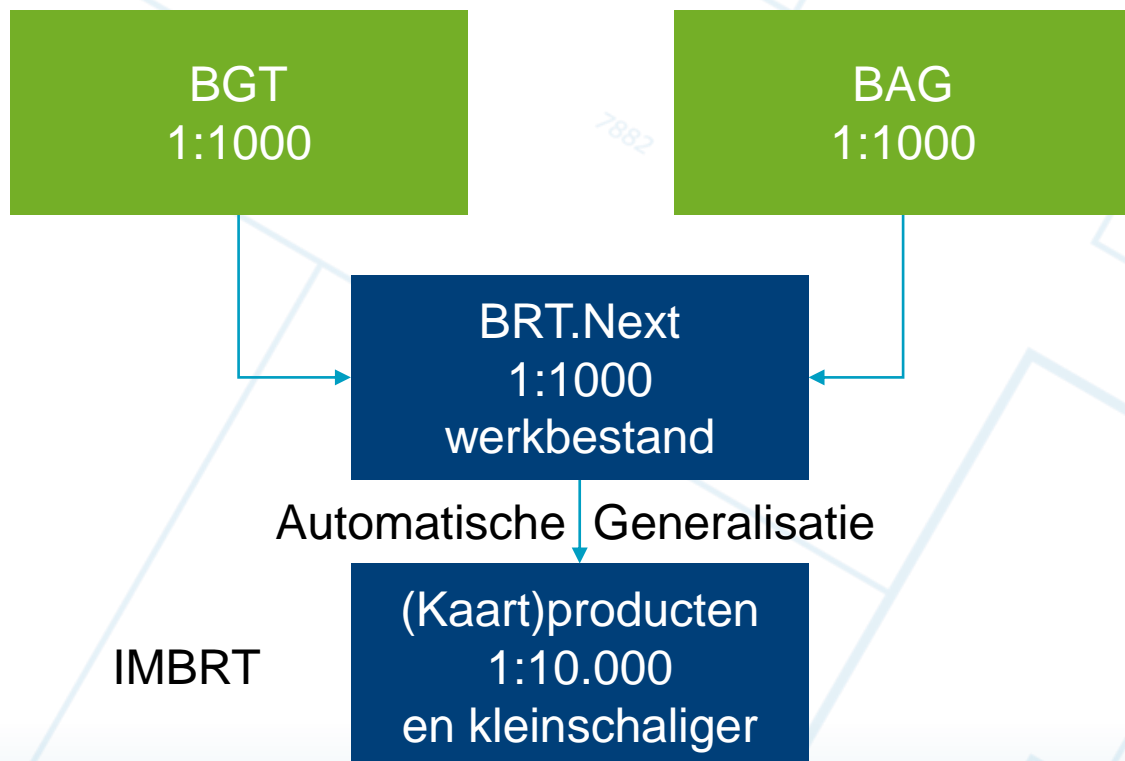 BGT
1:1000
BAG
1:1000
7882
BRT.Next
1:1000
werkbestand
Automatische Generalisatie
(Kaart)producten
IMBRT
1:10.000
en kleinschaliger